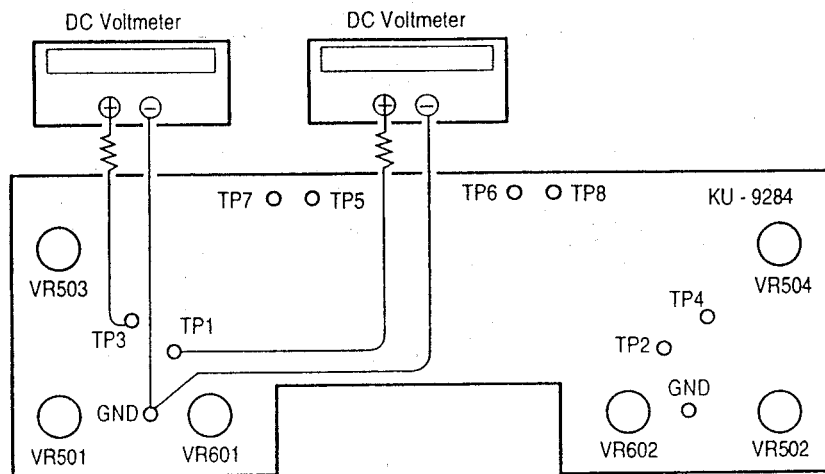 DC Voltmeter
DC Voltmeter
+ −
+ −
TP7 TP5
TP6 TP8
KU - 9284
VR503
VR504
TP3
TP1
TP4
TP2
GND
GND
VR501
VR601
VR602
VR502